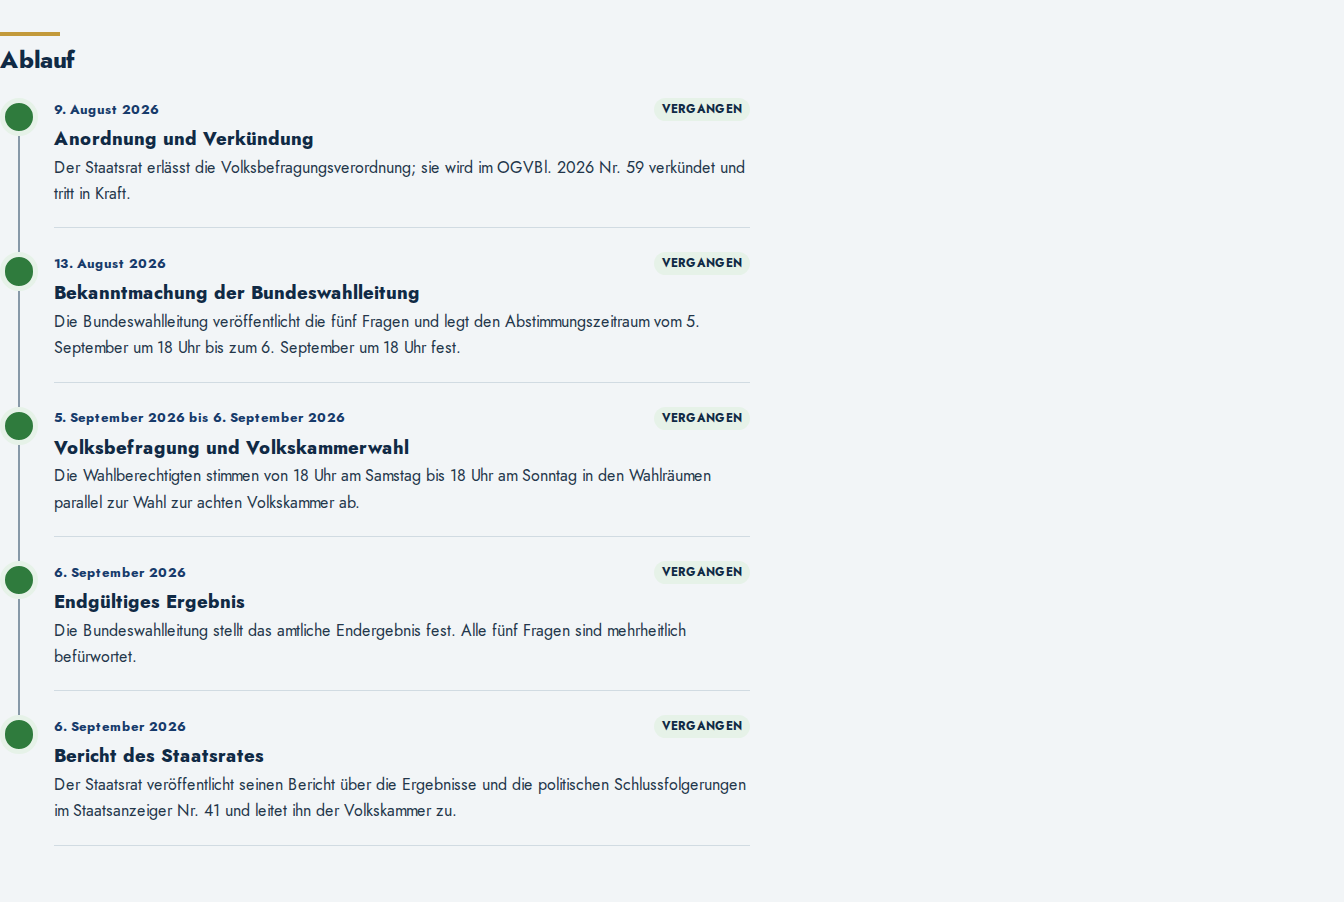 Ablauf
9. August 2026
VERGANGEN
Anordnung und Verkündung
Der Staatsrat erlässt die Volksbefragungsverordnung; sie wird im OGVBl. 2026 Nr. 59 verkündet und
tritt in Kraft.
13. August 2026
VERGANGEN
Bekanntmachung der Bundeswahlleitung
Die Bundeswahlleitung veröffentlicht die fünf Fragen und legt den Abstimmungszeitraum vom 5.
September um 18 Uhr bis zum 6. September um 18 Uhr fest.
5. September 2026 bis 6. September 2026
VERGANGEN
Volksbefragung und Volkskammerwahl
Die Wahlberechtigten stimmen von 18 Uhr am Samstag bis 18 Uhr am Sonntag in den Wahlräumen
parallel zur Wahl zur achten Volkskammer ab.
6. September 2026
VERGANGEN
Endgültiges Ergebnis
Die Bundeswahlleitung stellt das amtliche Endergebnis fest. Alle fünf Fragen sind mehrheitlich
befürwortet.
6. September 2026
VERGANGEN
Bericht des Staatsrates
Der Staatsrat veröffentlicht seinen Bericht über die Ergebnisse und die politischen Schlussfolgerungen
im Staatsanzeiger Nr. 41 und leitet ihn der Volkskammer zu.